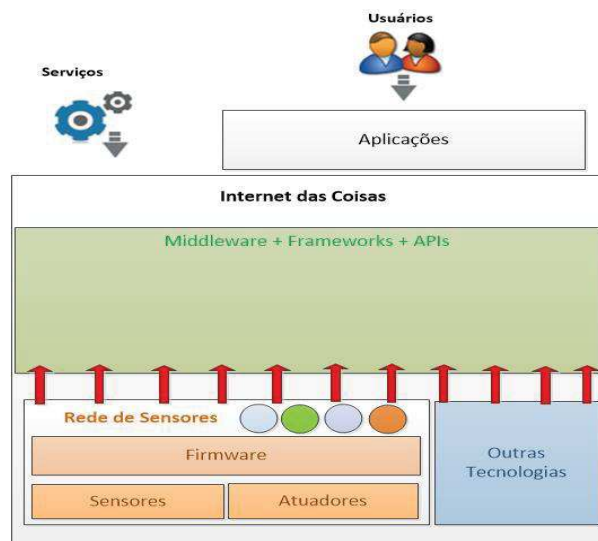 Usuários
Serviços
Aplicações
Internet das Coisas
Middleware + Frameworks + APIs
Rede de Sensores
Firmware
Sensores
Atuadores
Outras
Tecnologias